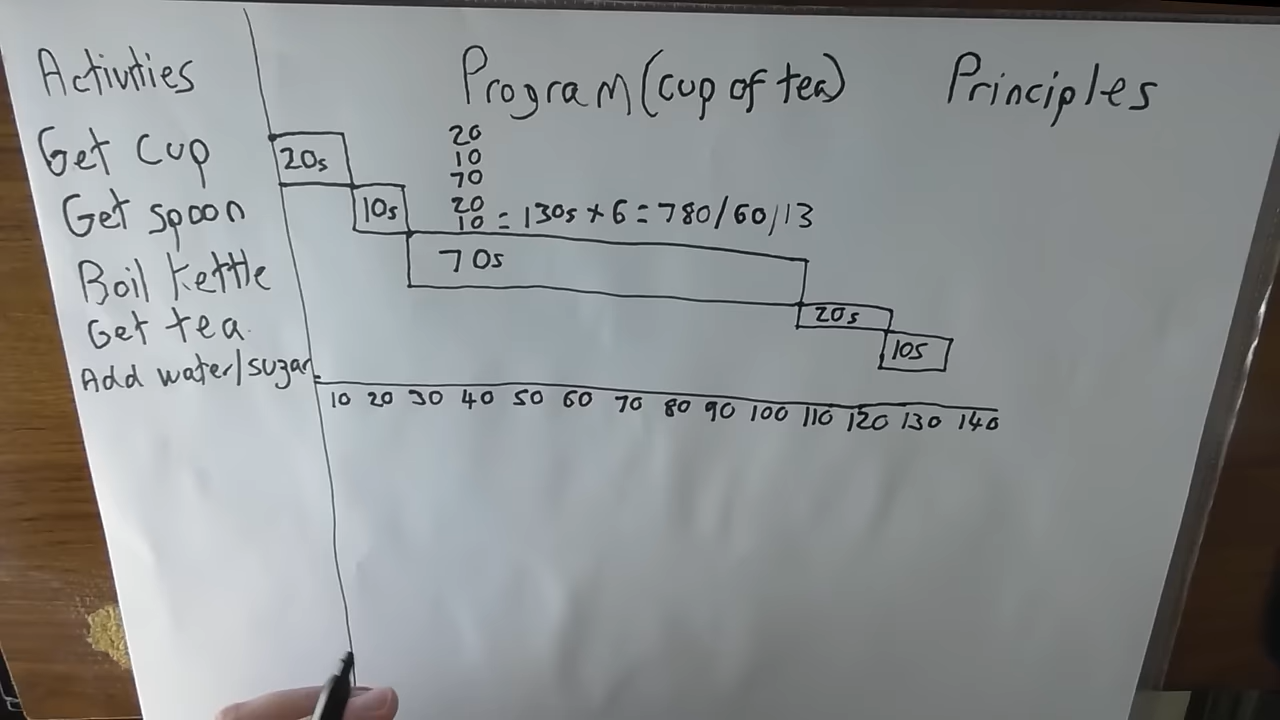 Activties Program (cup of tea) Principles
Get cup 20s 20
10
70
Get spoon 10s 20
10 = 130s × 6 = 780/60/13
Boil kettle 70s
Get tea. 20s
Add water/sugar 10s
10 20 30 40 50 60 70 80 90 100 110 120 130 140